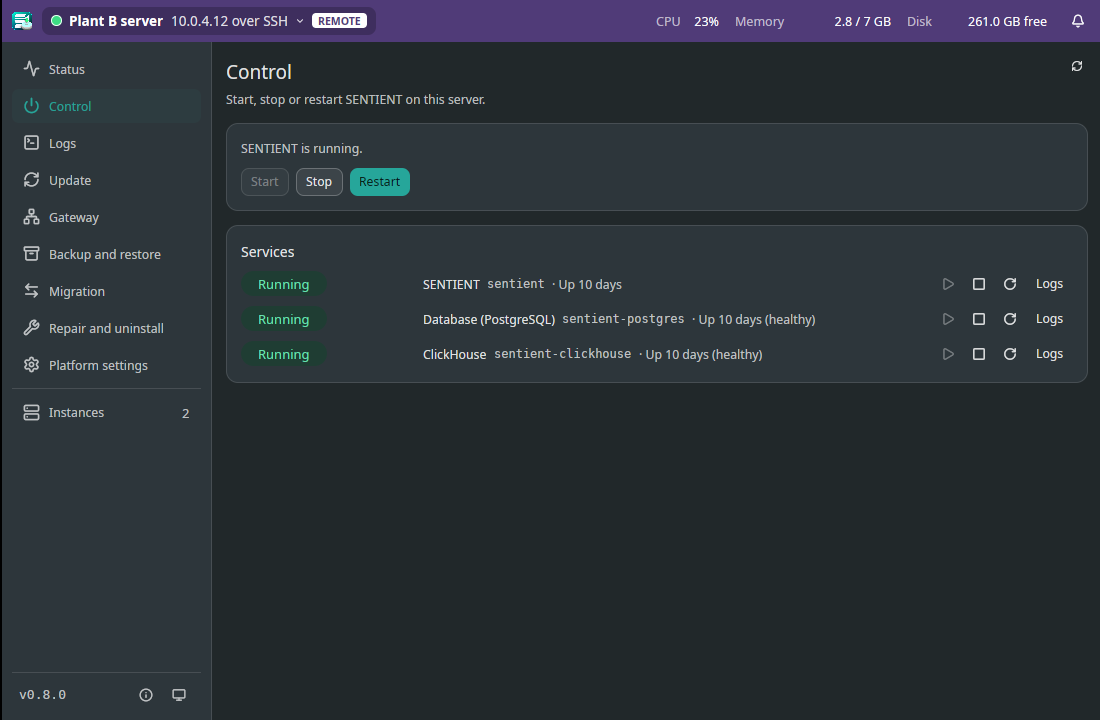 Plant B server 10.0.4.12 over SSH REMOTE CPU 23% Memory 2.8 / 7 GB Disk 261.0 GB free
Status
Control
Logs
Update
Gateway
Backup and restore
Migration
Repair and uninstall
Platform settings
Instances 2
v0.8.0
Control
Start, stop or restart SENTIENT on this server.
SENTIENT is running.
Start Stop Restart
Services
Running SENTIENT sentient · Up 10 days Logs
Running Database (PostgreSQL) sentient-postgres · Up 10 days (healthy) Logs
Running ClickHouse sentient-clickhouse · Up 10 days (healthy) Logs